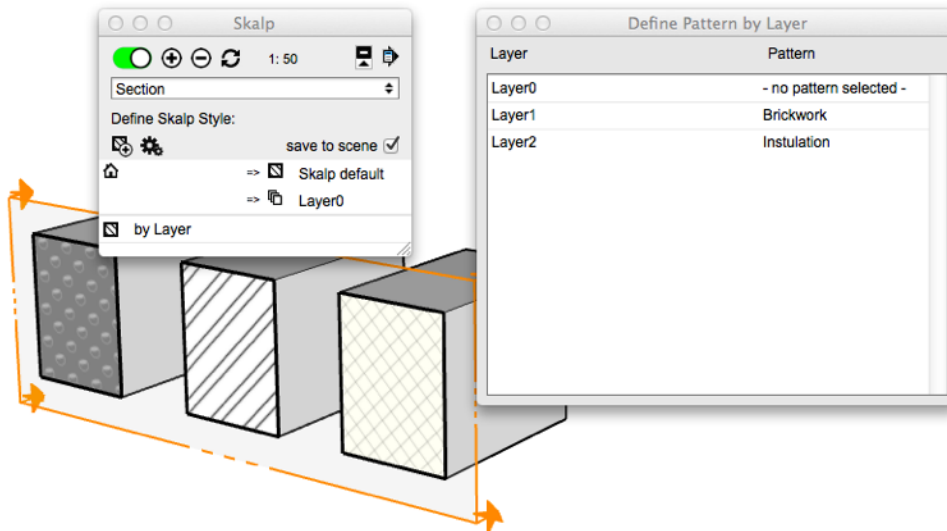 Skalp
1: 50
Section
Define Skalp Style:
save to scene
=> Skalp default
=> Layer0
by Layer
Define Pattern by Layer
Layer Pattern
Layer0 - no pattern selected -
Layer1 Brickwork
Layer2 Instulation